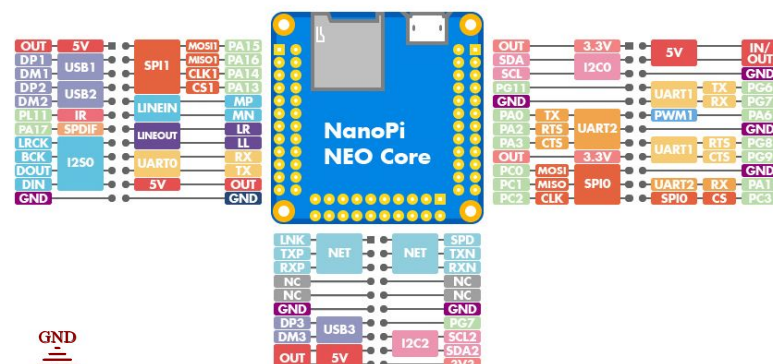 OUT 5V MOSI1 PA15
DP1 USB1 SPI1 MISO1 PA16
DM1 CLK1 PA14
DP2 USB2 CS1 PA13
DM2 LINEIN MP
PL11 IR MN
PA17 SPDIF LINEOUT LR
LRCK I2S0 LL
BCK UART0 RX
DOUT TX
DIN 5V OUT
GND GND
NanoPi
NEO Core
OUT 3.3V 5V IN/
SDA I2C0 OUT
SCL GND
PG11 UART1 TX PG6
GND RX PG7
PA0 TX UART2 PWM1 PA6
PA2 RTS GND
PA3 CTS UART1 RTS PG8
OUT 3.3V CTS PG9
PC0 MOSI SPI0 GND
PC1 MISO UART2 RX PA1
PC2 CLK SPI0 CS PC3
LNK NET NET SPD
TXP TXN
RXP RXN
NC NC
NC NC
GND GND
DP3 USB3 PG7
DM3 I2C2 SCL2
OUT 5V SDA2
3V3
GND